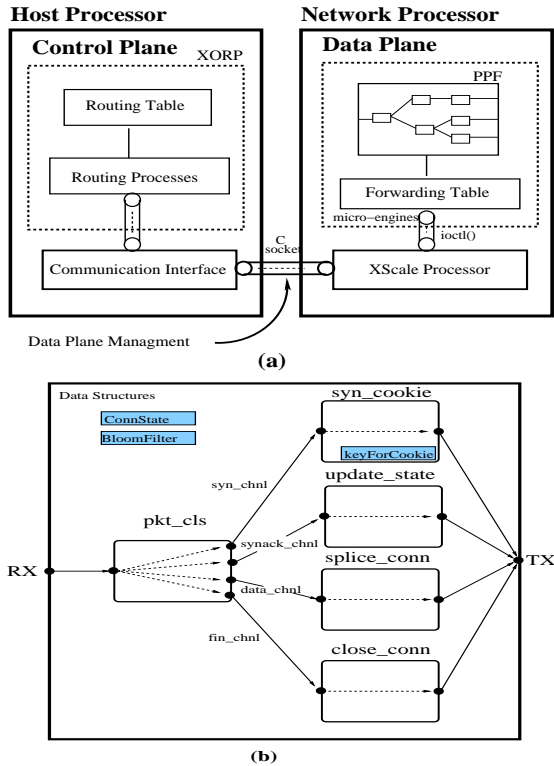 Host Processor
Network Processor
Control Plane
Data Plane
XORP
PPF
Routing Table
Routing Processes
Forwarding Table
micro-engines
ioctl()
C
socket
Communication Interface
XScale Processor
Data Plane Managment
(a)
Data Structures
ConnState
BloomFilter
syn_cookie
keyForCookie
syn_chnl
update_state
pkt_cls
synack_chnl
splice_conn
RX
TX
data_chnl
fin_chnl
close_conn
(b)